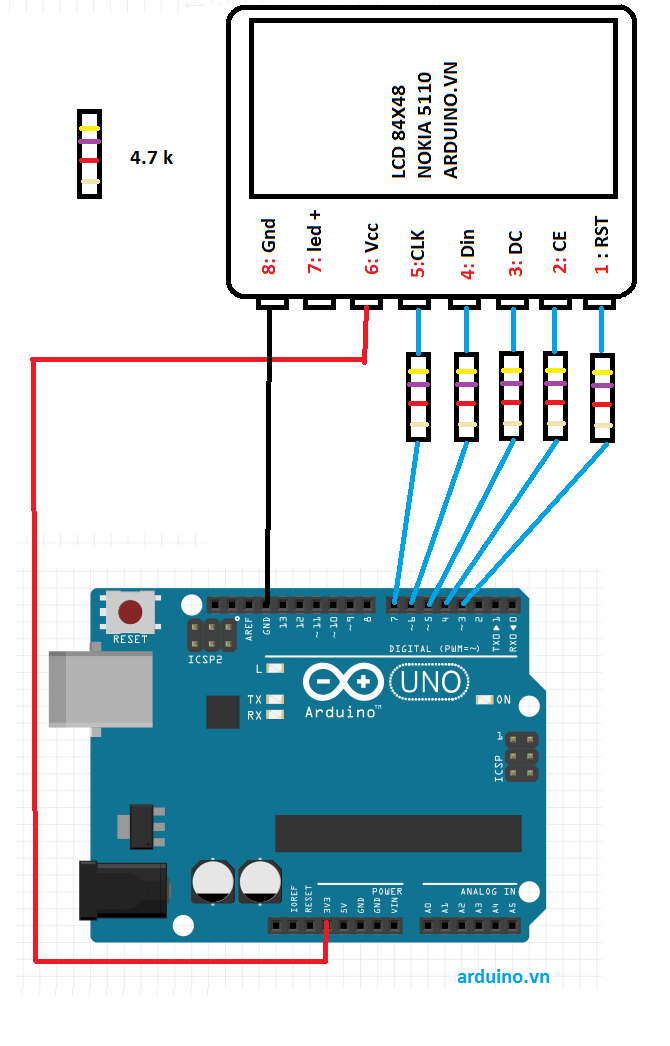 LCD 84X48
NOKIA 5110
ARDUINO.VN
4.7 k
8: Gnd
7: led +
6: Vcc
5:CLK
4: Din
3: DC
2: CE
1 : RST
RESET
ICSP2
AREF
GND
13
12
~11
~10
~9
8
7
~6
~5
4
~3
2
TX0▶1
RX0◀0
DIGITAL (PWM=~)
L
TX
RX
Arduino™
UNO
ON
1
ICSP
POWER
ANALOG IN
IOREF
RESET
3V3
5V
GND
GND
VIN
A0
A1
A2
A3
A4
A5
arduino.vn